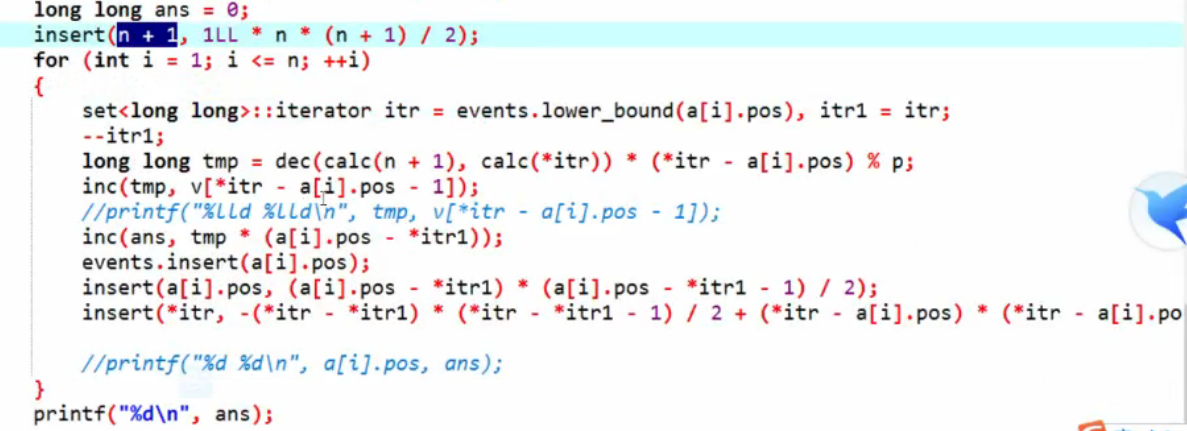 long long ans = 0;
insert(n + 1, 1LL * n * (n + 1) / 2);
for (int i = 1; i <= n; ++i)
{
set<long long>::iterator itr = events.lower_bound(a[i].pos), itr1 = itr;
--itr1;
long long tmp = dec(calc(n + 1), calc(*itr)) * (*itr - a[i].pos) % p;
inc(tmp, v[*itr - a[i].pos - 1]);
//printf("%LLd %LLd\n", tmp, v[*itr - a[i].pos - 1]);
inc(ans, tmp * (a[i].pos - *itr1));
events.insert(a[i].pos);
insert(a[i].pos, (a[i].pos - *itr1) * (a[i].pos - *itr1 - 1) / 2);
insert(*itr, -(*itr - *itr1) * (*itr - *itr1 - 1) / 2 + (*itr - a[i].pos) * (*itr - a[i].po
//printf("%d %d\n", a[i].pos, ans);
}
printf("%d\n", ans);